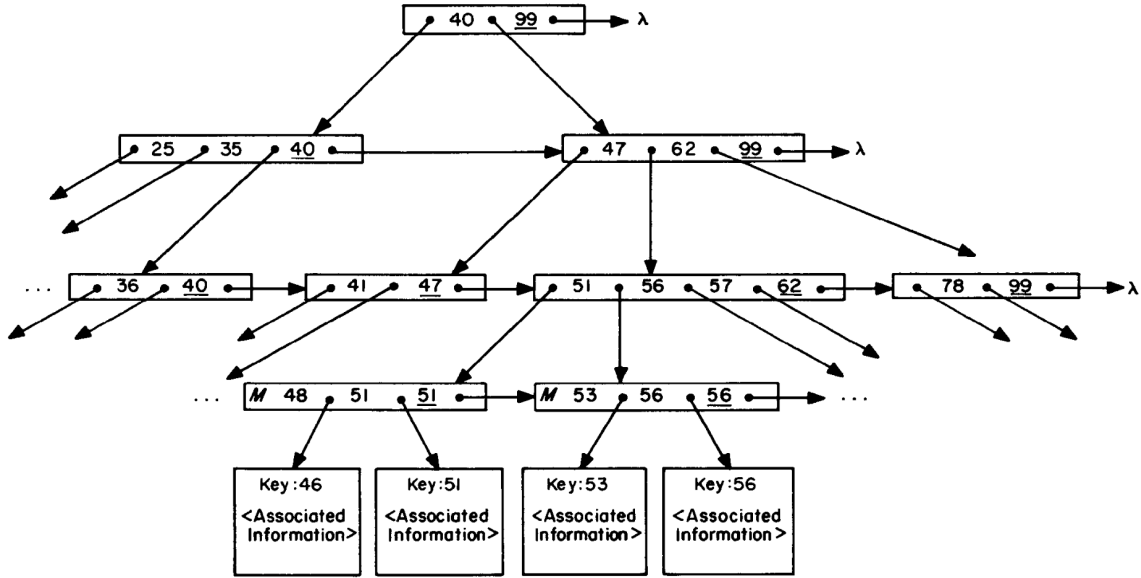 40 99 λ
25 35 40 47 62 99 λ
... 36 40 41 47 51 56 57 62 78 99 λ
... M 48 51 51 M 53 56 56 ...
Key:46 Key:51 Key:53 Key:56
<Associated Information> <Associated Information> <Associated Information> <Associated Information>